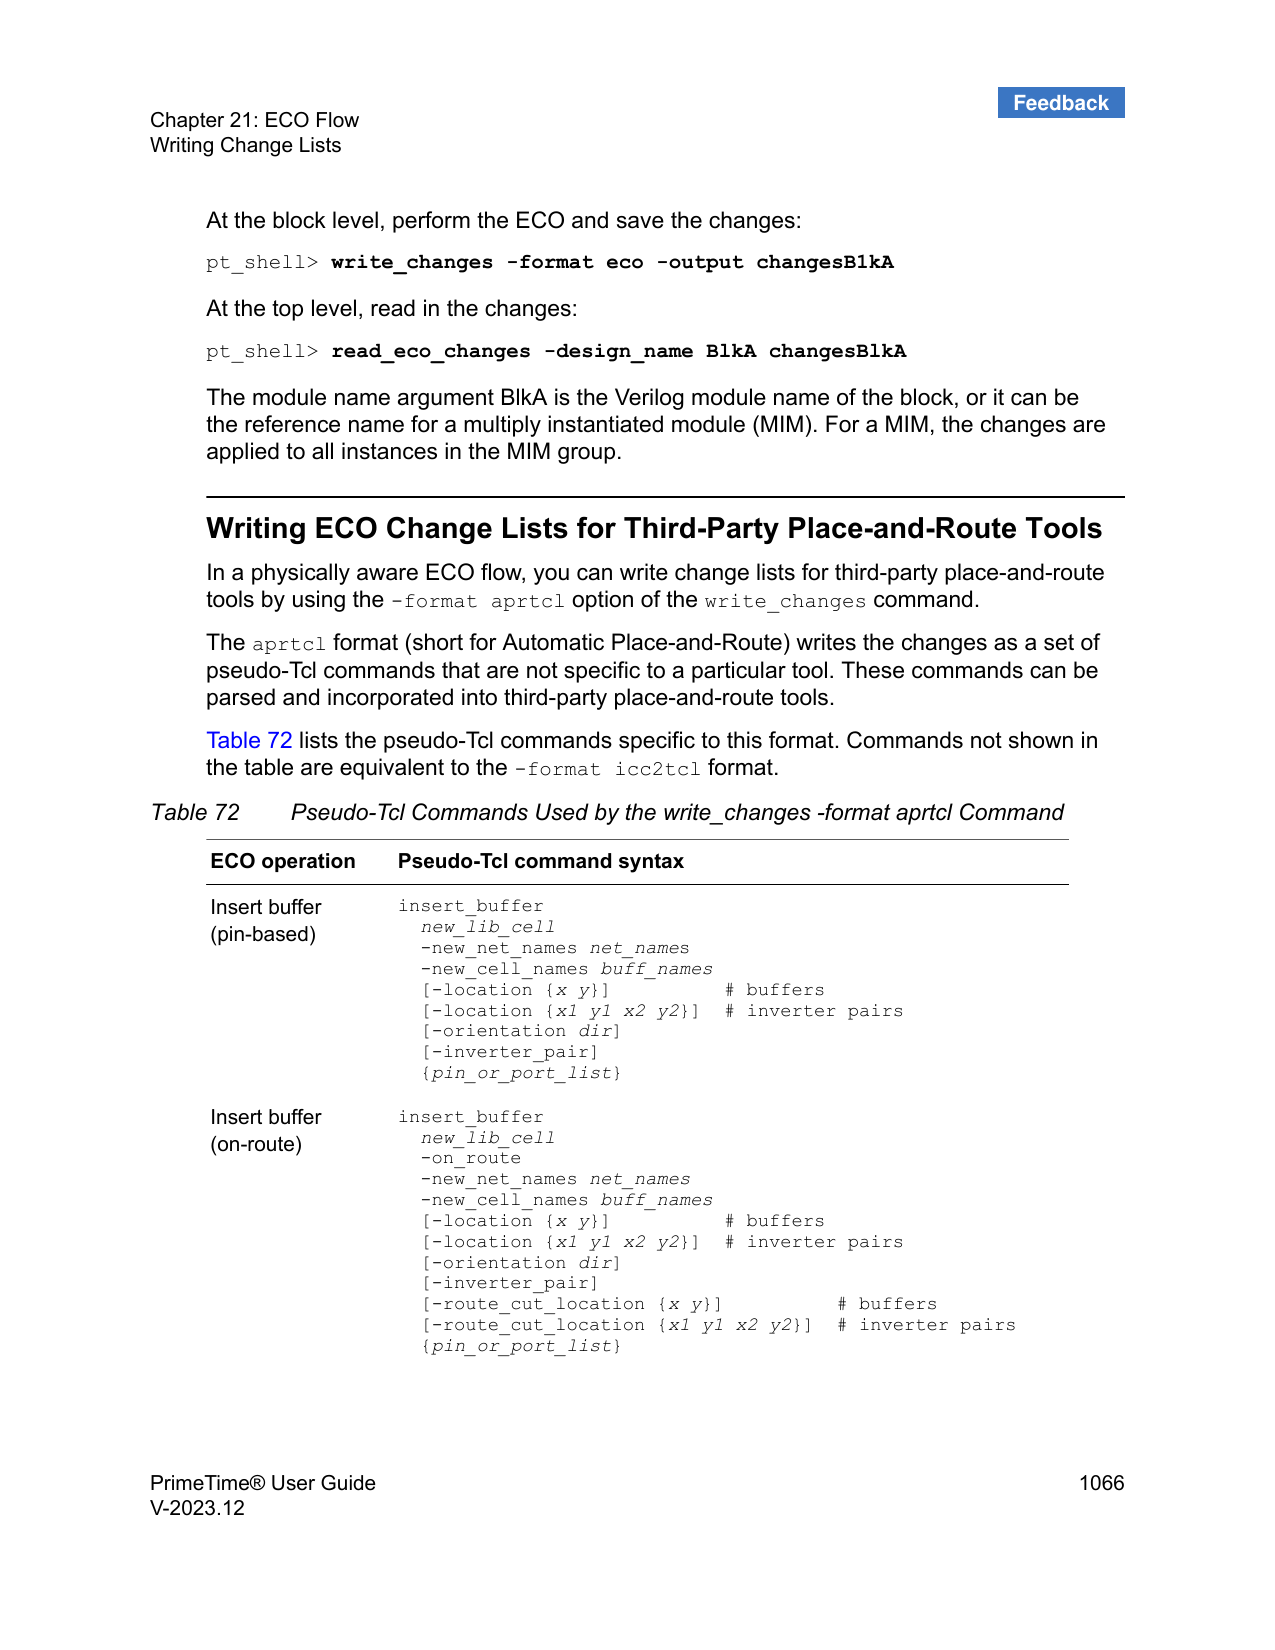 Feedback
Chapter 21: ECO Flow
Writing Change Lists
At the block level, perform the ECO and save the changes:
pt_shell> write_changes -format eco -output changesB1kA
At the top level, read in the changes:
pt_shell> read_eco_changes -design_name BlkA changesBlkA
The module name argument BlkA is the Verilog module name of the block, or it can be
the reference name for a multiply instantiated module (MIM). For a MIM, the changes are
applied to all instances in the MIM group.
Writing ECO Change Lists for Third-Party Place-and-Route Tools
In a physically aware ECO flow, you can write change lists for third-party place-and-route
tools by using the -format aprtcl option of the write_changes command.
The aprtcl format (short for Automatic Place-and-Route) writes the changes as a set of
pseudo-Tcl commands that are not specific to a particular tool. These commands can be
parsed and incorporated into third-party place-and-route tools.
Table 72 lists the pseudo-Tcl commands specific to this format. Commands not shown in
the table are equivalent to the -format icc2tcl format.
Table 72 Pseudo-Tcl Commands Used by the write_changes -format aprtcl Command
ECO operation Pseudo-Tcl command syntax
Insert buffer insert_buffer
new_lib_cell
(pin-based)
-new_net_names net_names
-new_cell_names buff_names
[-location {x y}] # buffers
[-location {x1 y1 x2 y2}] # inverter pairs
[-orientation dir]
[-inverter_pair]
{pin_or_port_list}
Insert buffer insert_buffer
new_lib_cell
(on-route)
-on_route
-new_net_names net_names
-new_cell_names buff_names
[-location {x y}] # buffers
[-location {x1 y1 x2 y2}] # inverter pairs
[-orientation dir]
[-inverter_pair]
[-route_cut_location {x y}] # buffers
[-route_cut_location {x1 y1 x2 y2}] # inverter pairs
{pin_or_port_list}
PrimeTime® User Guide 1066
V-2023.12